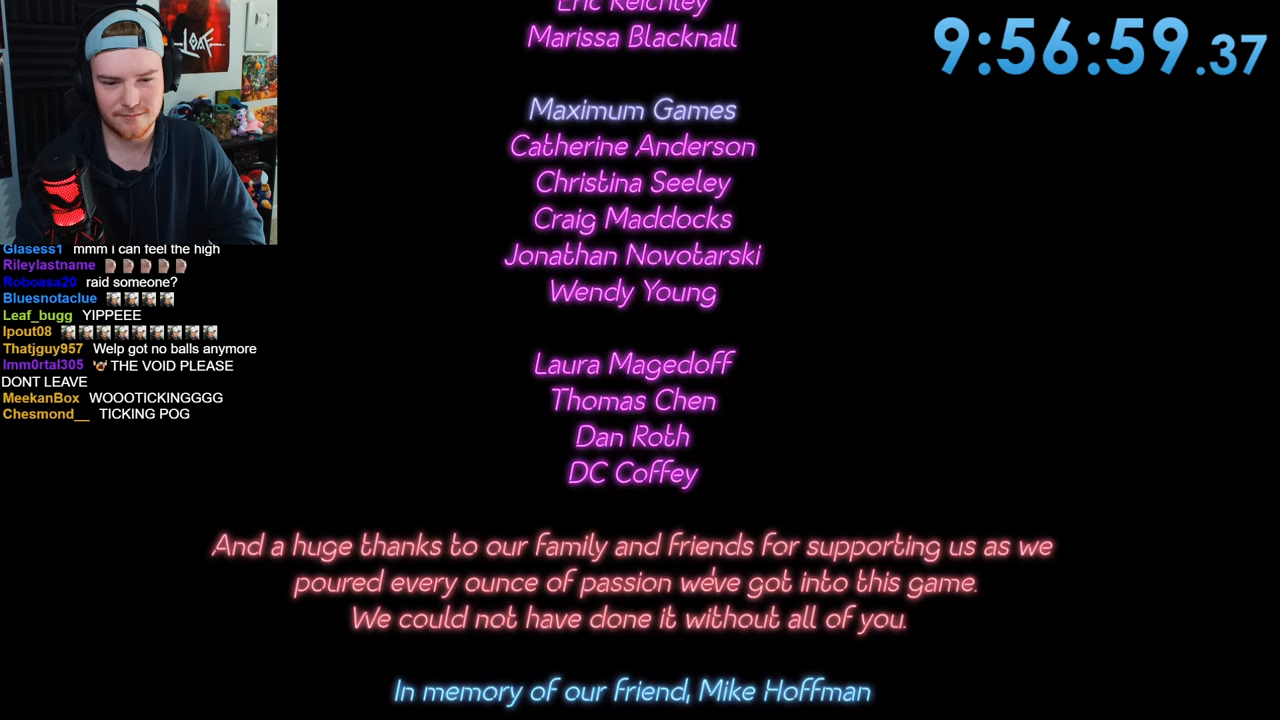 Eric Kelchley
Marissa Blacknall
9:56:59.37
LOAF
Maximum Games
Catherine Anderson
Christina Seeley
Craig Maddocks
Jonathan Novotarski
Wendy Young
Glasess1 mmm i can feel the high
Rileylastname
Roboasa20 raid someone?
Bluesnotaclue
Leaf_bugg YIPPEEE
Ipout08
Thatjguy957 Welp got no balls anymore
Imm0rtal305 THE VOID PLEASE
DONT LEAVE
MeekanBox WOOOTICKINGGGG
Chesmond__ TICKING POG
Laura Magedoff
Thomas Chen
Dan Roth
DC Coffey
And a huge thanks to our family and friends for supporting us as we
poured every ounce of passion we've got into this game.
We could not have done it without all of you.
In memory of our friend, Mike Hoffman